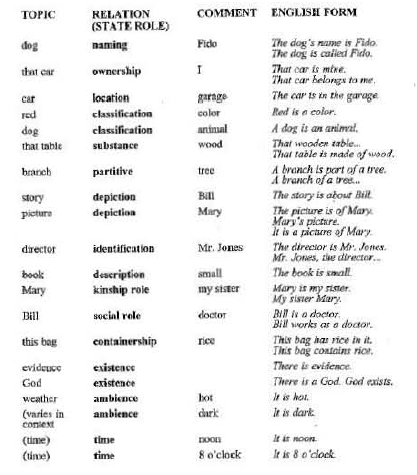 TOPIC RELATION COMMENT ENGLISH FORM
(STATE ROLE)
dog naming Fido The dog's name is Fido.
The dog is called Fido.
that car ownership I That car is mine.
That car belongs to me.
car location garage The car is in the garage.
red classification color Red is a color.
dog classification animal A dog is an animal.
that table substance wood That wooden table...
That table is made of wood.
branch partitive tree A branch is part of a tree.
A branch of a tree...
story depiction Bill The story is about Bill.
picture depiction Mary The picture is of Mary.
Mary's picture.
It is a picture of Mary.
director identification Mr. Jones The director is Mr. Jones.
Mr. Jones, the director...
book description small The book is small.
Mary kinship role my sister Mary is my sister.
My sister Mary.
Bill social role doctor Bill is a doctor.
Bill works as a doctor.
this bag containership rice This bag has rice in it.
This bag contains rice.
evidence existence There is evidence.
God existence There is a God. God exists.
weather ambience hot It is hot.
(varies in ambience dark It is dark.
context
(time) time noon It is noon.
(time) time 8 o'clock It is 8 o'clock.